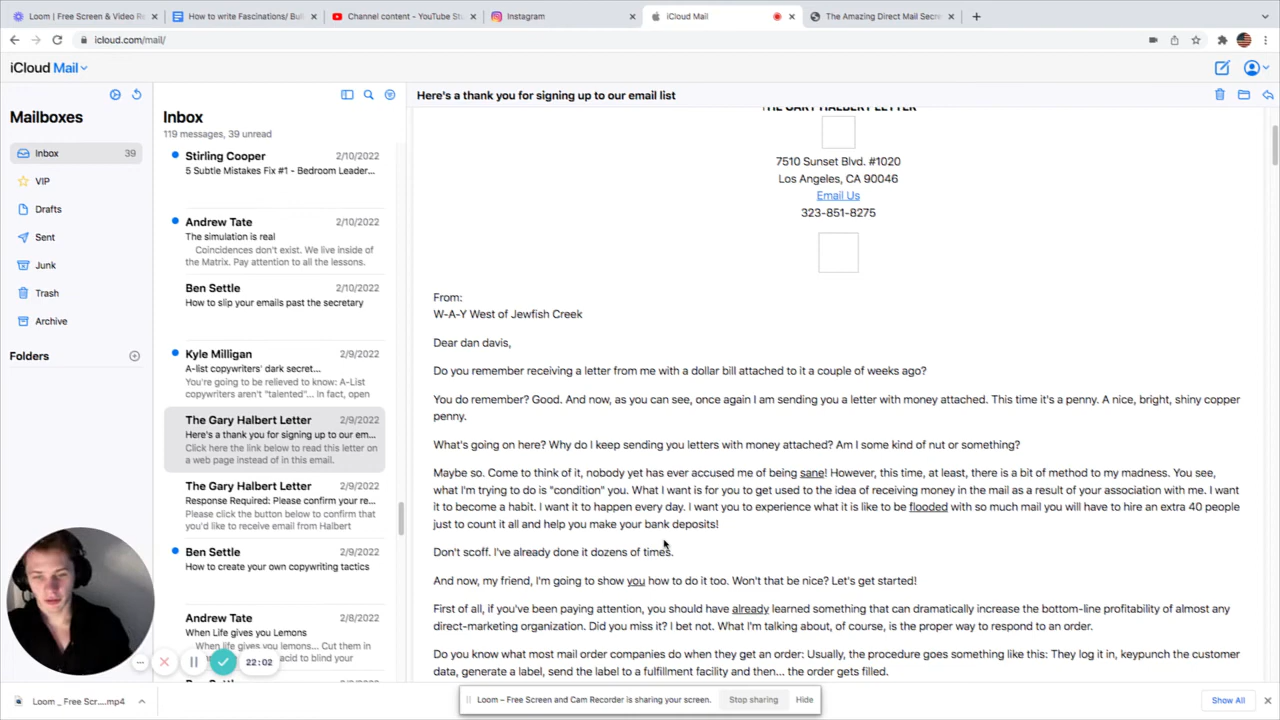 Loom | Free Screen & Video Re
How to write Fascinations/ Bul
Channel content - YouTube Stu
Instagram
iCloud Mail
The Amazing Direct Mail Secre
icloud.com/mail/
iCloud Mail
Mailboxes
Inbox 39
VIP
Drafts
Sent
Junk
Trash
Archive
Folders
Inbox
119 messages, 39 unread
Stirling Cooper 2/10/2022
5 Subtle Mistakes Fix #1 - Bedroom Leader...
Andrew Tate 2/10/2022
The simulation is real
Coincidences don't exist. We live inside of
the Matrix. Pay attention to all the lessons.
Ben Settle 2/10/2022
How to slip your emails past the secretary
Kyle Milligan 2/9/2022
A-list copywriters' dark secret...
You're going to be relieved to know: A-List
copywriters aren't "talented"... In fact, open
The Gary Halbert Letter 2/9/2022
Here's a thank you for signing up to our em...
Click here the link below to read this letter on
a web page instead of in this email.
The Gary Halbert Letter 2/9/2022
Response Required: Please confirm your re...
Please click the button below to confirm that
you'd like to receive email from Halbert
Ben Settle 2/9/2022
How to create your own copywriting tactics
Andrew Tate 2/8/2022
When Life gives you Lemons
When life gives you lemons... Cut them in
acid to blind your
Here's a thank you for signing up to our email list
THE GARY HALBERT LETTER
7510 Sunset Blvd. #1020
Los Angeles, CA 90046
Email Us
323-851-8275
From:
W-A-Y West of Jewfish Creek
Dear dan davis,
Do you remember receiving a letter from me with a dollar bill attached to it a couple of weeks ago?
You do remember? Good. And now, as you can see, once again I am sending you a letter with money attached. This time it's a penny. A nice, bright, shiny copper
penny.
What's going on here? Why do I keep sending you letters with money attached? Am I some kind of nut or something?
Maybe so. Come to think of it, nobody yet has ever accused me of being sane! However, this time, at least, there is a bit of method to my madness. You see,
what I'm trying to do is "condition" you. What I want is for you to get used to the idea of receiving money in the mail as a result of your association with me. I want
it to become a habit. I want it to happen every day. I want you to experience what it is like to be flooded with so much mail you will have to hire an extra 40 people
just to count it all and help you make your bank deposits!
Don't scoff. I've already done it dozens of times.
And now, my friend, I'm going to show you how to do it too. Won't that be nice? Let's get started!
First of all, if you've been paying attention, you should have already learned something that can dramatically increase the bottom-line profitability of almost any
direct-marketing organization. Did you miss it? I bet not. What I'm talking about, of course, is the proper way to respond to an order.
Do you know what most mail order companies do when they get an order: Usually, the procedure goes something like this: They log it in, keypunch the customer
data, generate a label, send the label to a fulfillment facility and then... the order gets filled.
22:02
Loom _ Free Scr....mp4
Loom – Free Screen and Cam Recorder is sharing your screen.
Stop sharing
Hide
Show All